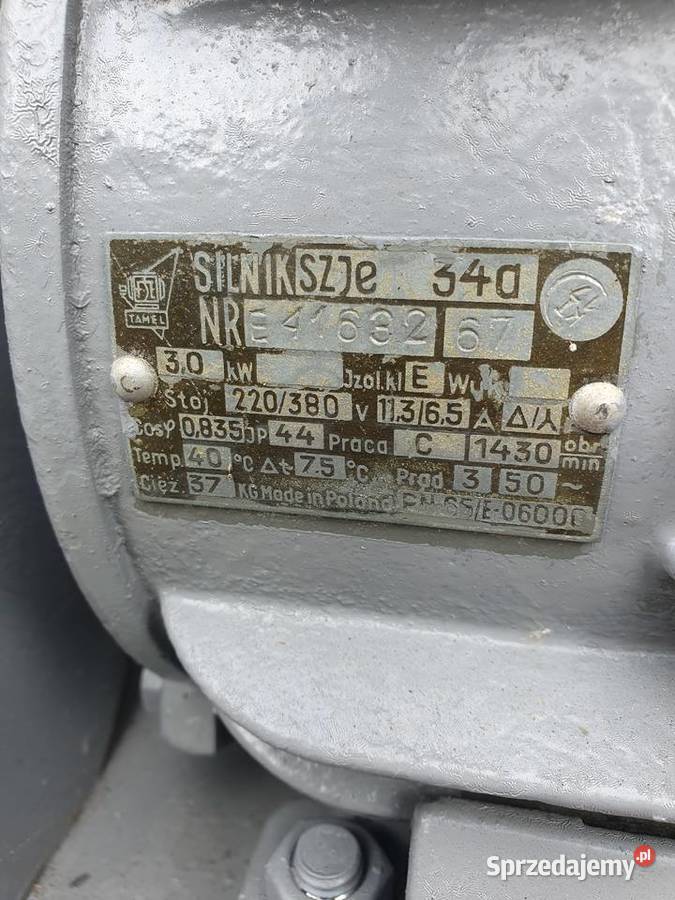 TAMEL
SILNIK SZJe 34a
NR E41632 67
3,0 kW Jzol.kl E
Stoj 220/380 V 11,3/6,5 A Δ/⅄
Cosφ 0,835 JP 44 Praca C 1430 obr/min
Temp. 40 °C Δt 75 °C Prąd 3 50 ~
Cięż. 37 KG Made in Poland PN-65/E-06000
Sprzedajemy.pl